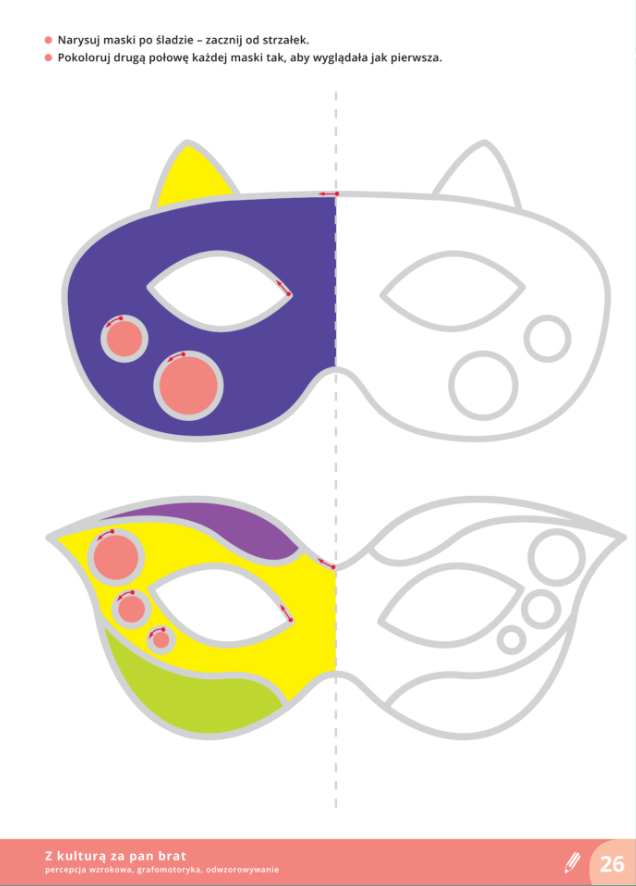 Narysuj maski po śladzie – zacznij od strzałek.
Pokoloruj drugą połowę każdej maski tak, aby wyglądała jak pierwsza.
Z kulturą za pan brat
percepcja wzrokowa, grafomotoryka, odwzorowywanie
26